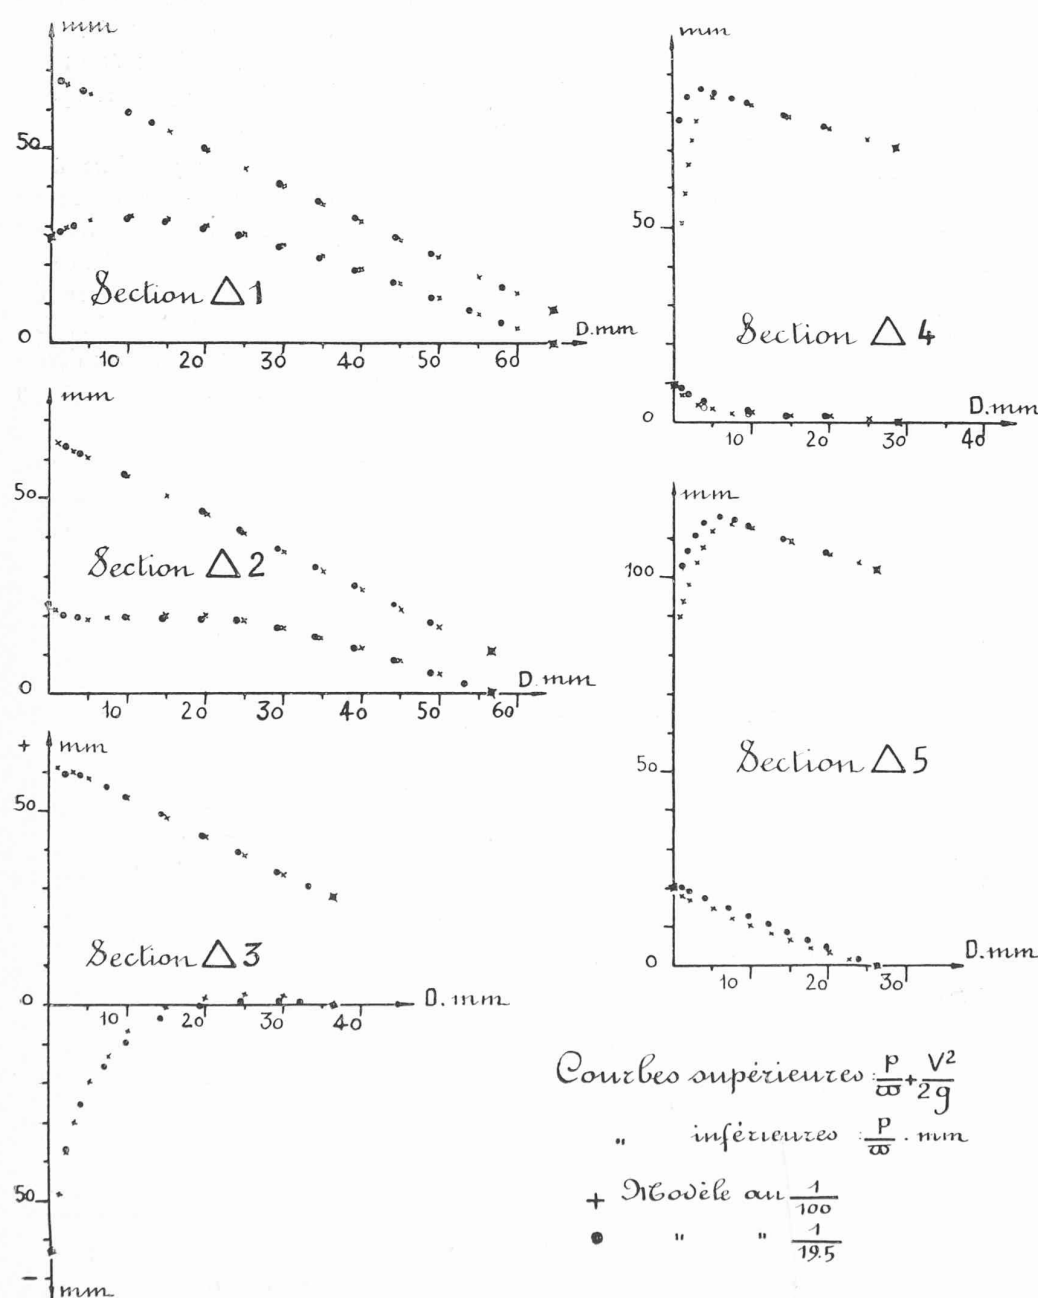 mm
50
0
10 20 30 40 50 60
D.mm
Section △1
mm
50
0
10 20 30 40 50 60
D.mm
Section △2
+
mm
50
0
10 20 30 40
D.mm
50
−
mm
Section △3
mm
50
0
10 20 30 40
D.mm
Section △4
mm
100
50
0
10 20 30
D.mm
Section △5
Courbes supérieures : p/ϖ + V²/2g
" inférieures : p/ϖ . mm
+ Modèle au 1/100
● " " 1/19.5